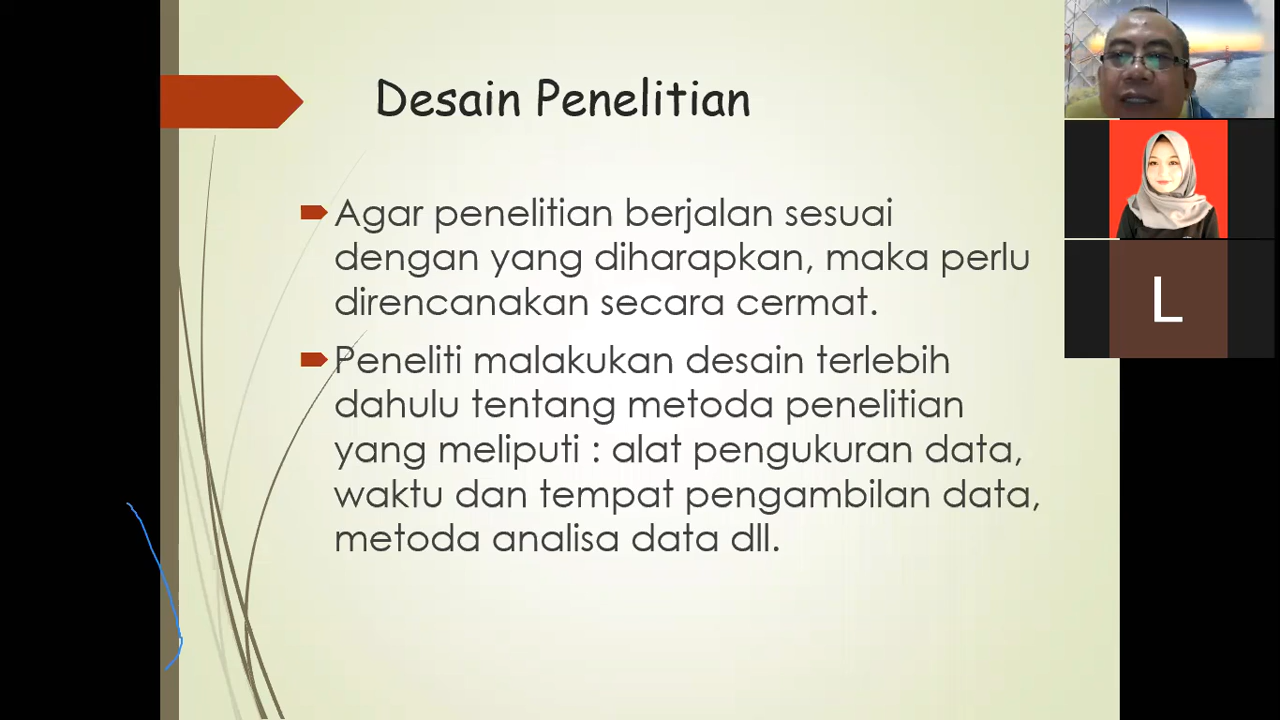 Desain Penelitian
Agar penelitian berjalan sesuai
dengan yang diharapkan, maka perlu
direncanakan secara cermat.
Peneliti malakukan desain terlebih
dahulu tentang metoda penelitian
yang meliputi : alat pengukuran data,
waktu dan tempat pengambilan data,
metoda analisa data dll.
L